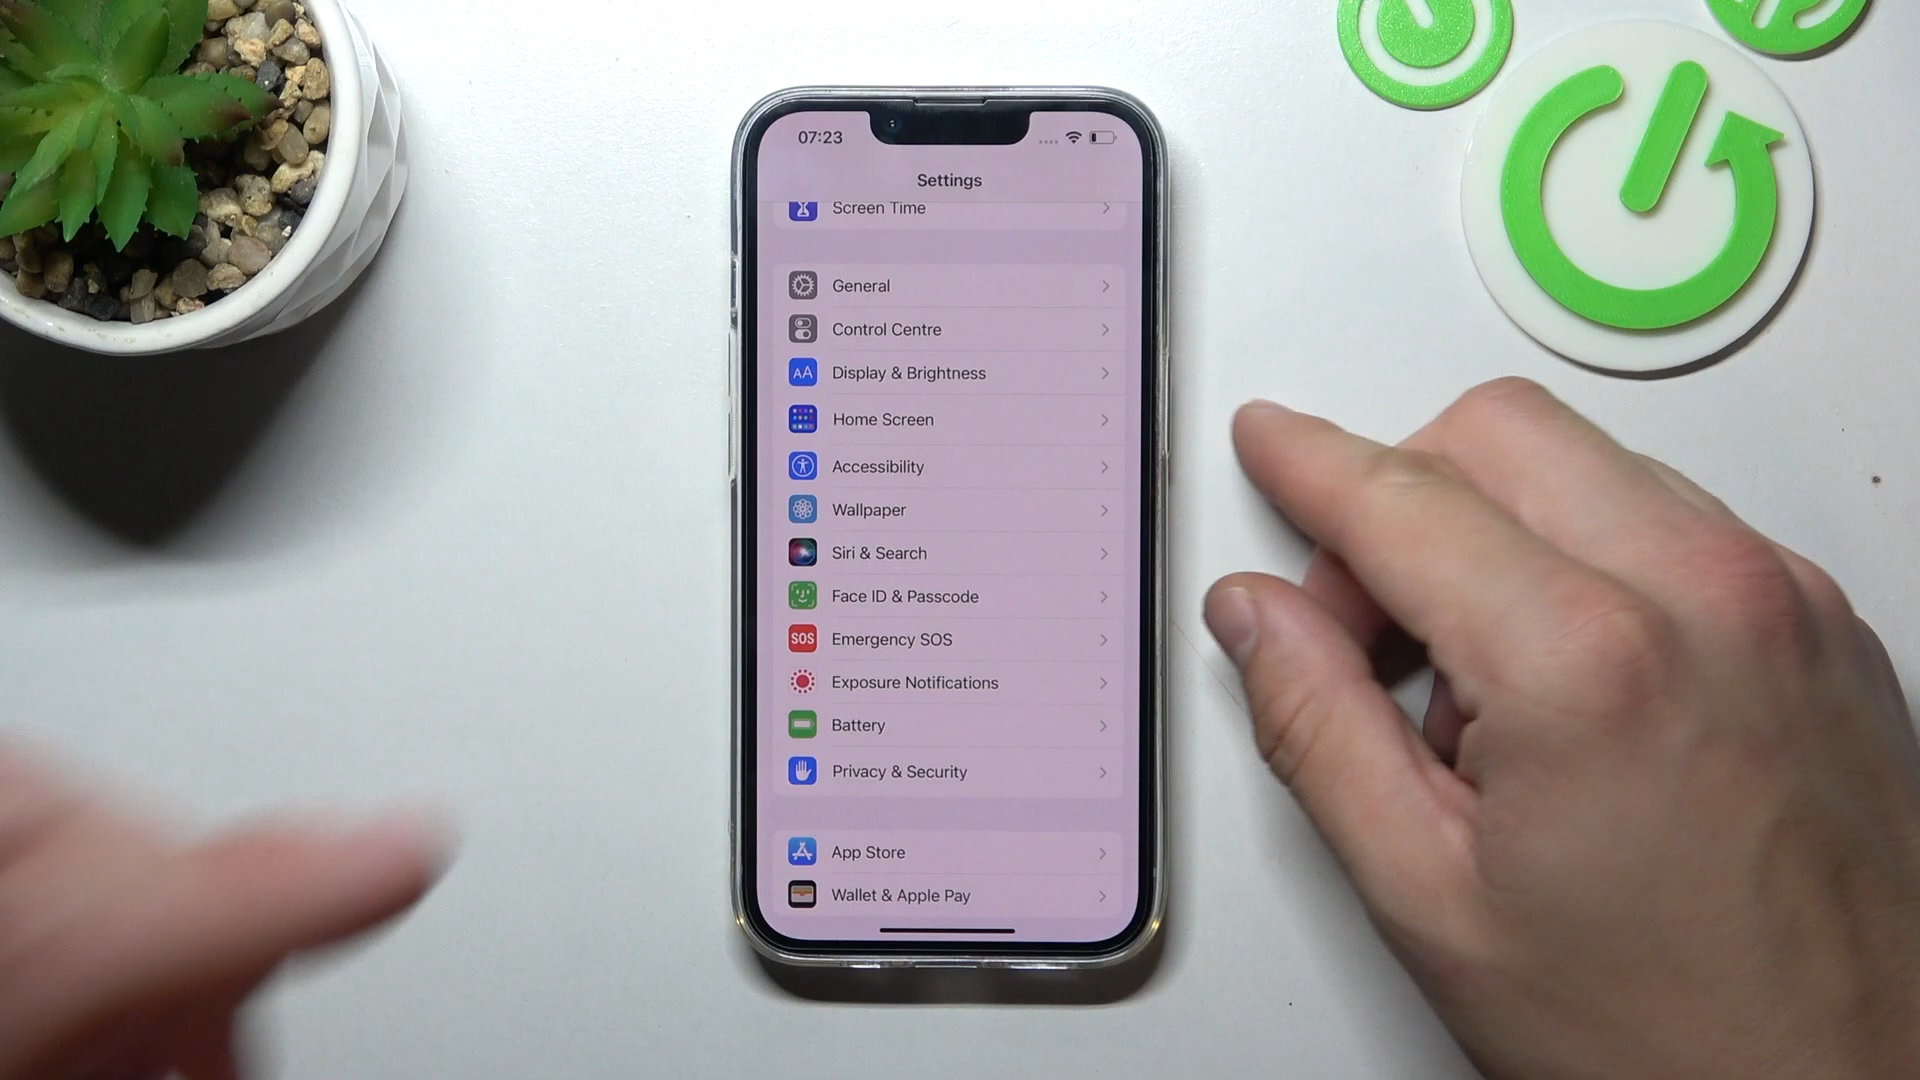 07:23
Settings
Screen Time
General
Control Centre
AA Display & Brightness
Home Screen
Accessibility
Wallpaper
Siri & Search
Face ID & Passcode
SOS Emergency SOS
Exposure Notifications
Battery
Privacy & Security
App Store
Wallet & Apple Pay